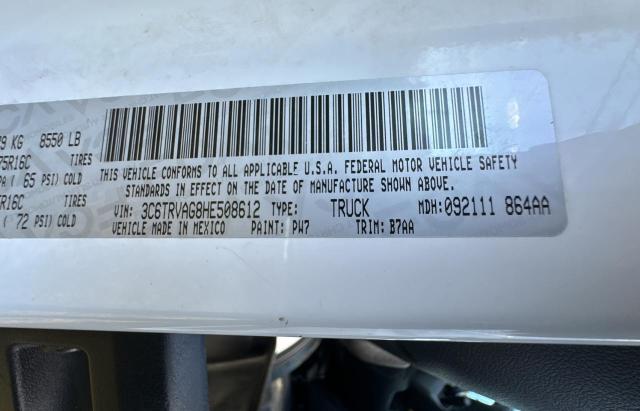 9 KG 8550 LB
75R16C TIRES
PA ( 65 PSI) COLD
5R16C TIRES
( 72 PSI) COLD
THIS VEHICLE CONFORMS TO ALL APPLICABLE U.S.A. FEDERAL MOTOR VEHICLE SAFETY
STANDARDS IN EFFECT ON THE DATE OF MANUFACTURE SHOWN ABOVE.
VIN: 3C6TRVAG8HE508612 TYPE: TRUCK MDH: 092111 864AA
VEHICLE MADE IN MEXICO PAINT: PW7 TRIM: B7AA